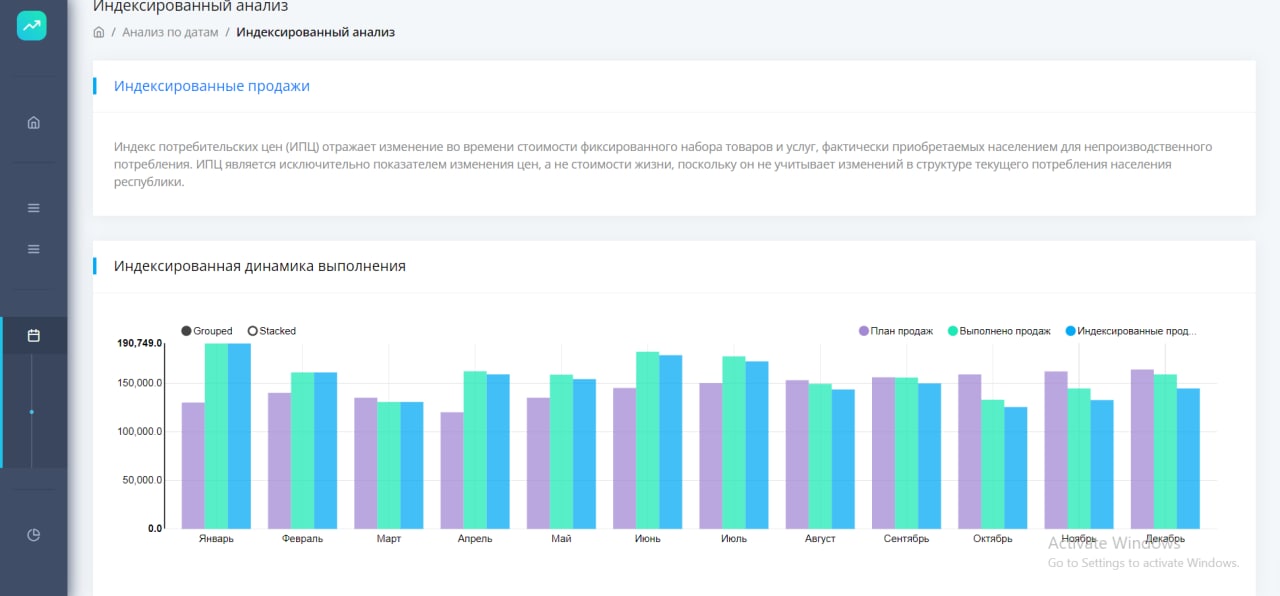 Индексированный анализ
/ Анализ по датам / Индексированный анализ
Индексированные продажи
Индекс потребительских цен (ИПЦ) отражает изменение во времени стоимости фиксированного набора товаров и услуг, фактически приобретаемых населением для непроизводственного
потребления. ИПЦ является исключительно показателем изменения цен, а не стоимости жизни, поскольку он не учитывает изменений в структуре текущего потребления населения
республики.
Индексированная динамика выполнения
Grouped Stacked План продаж Выполнено продаж Индексированные прод...
190,749.0
150,000.0
100,000.0
50,000.0
0.0
Январь Февраль Март Апрель Май Июнь Июль Август Сентябрь Октябрь Ноябрь Декабрь
Activate Windows
Go to Settings to activate Windows.